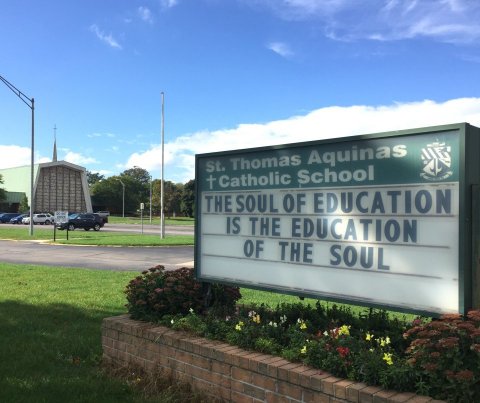 St. Thomas Aquinas
Catholic School
THE SOUL OF EDUCATION
IS THE EDUCATION
OF THE SOUL